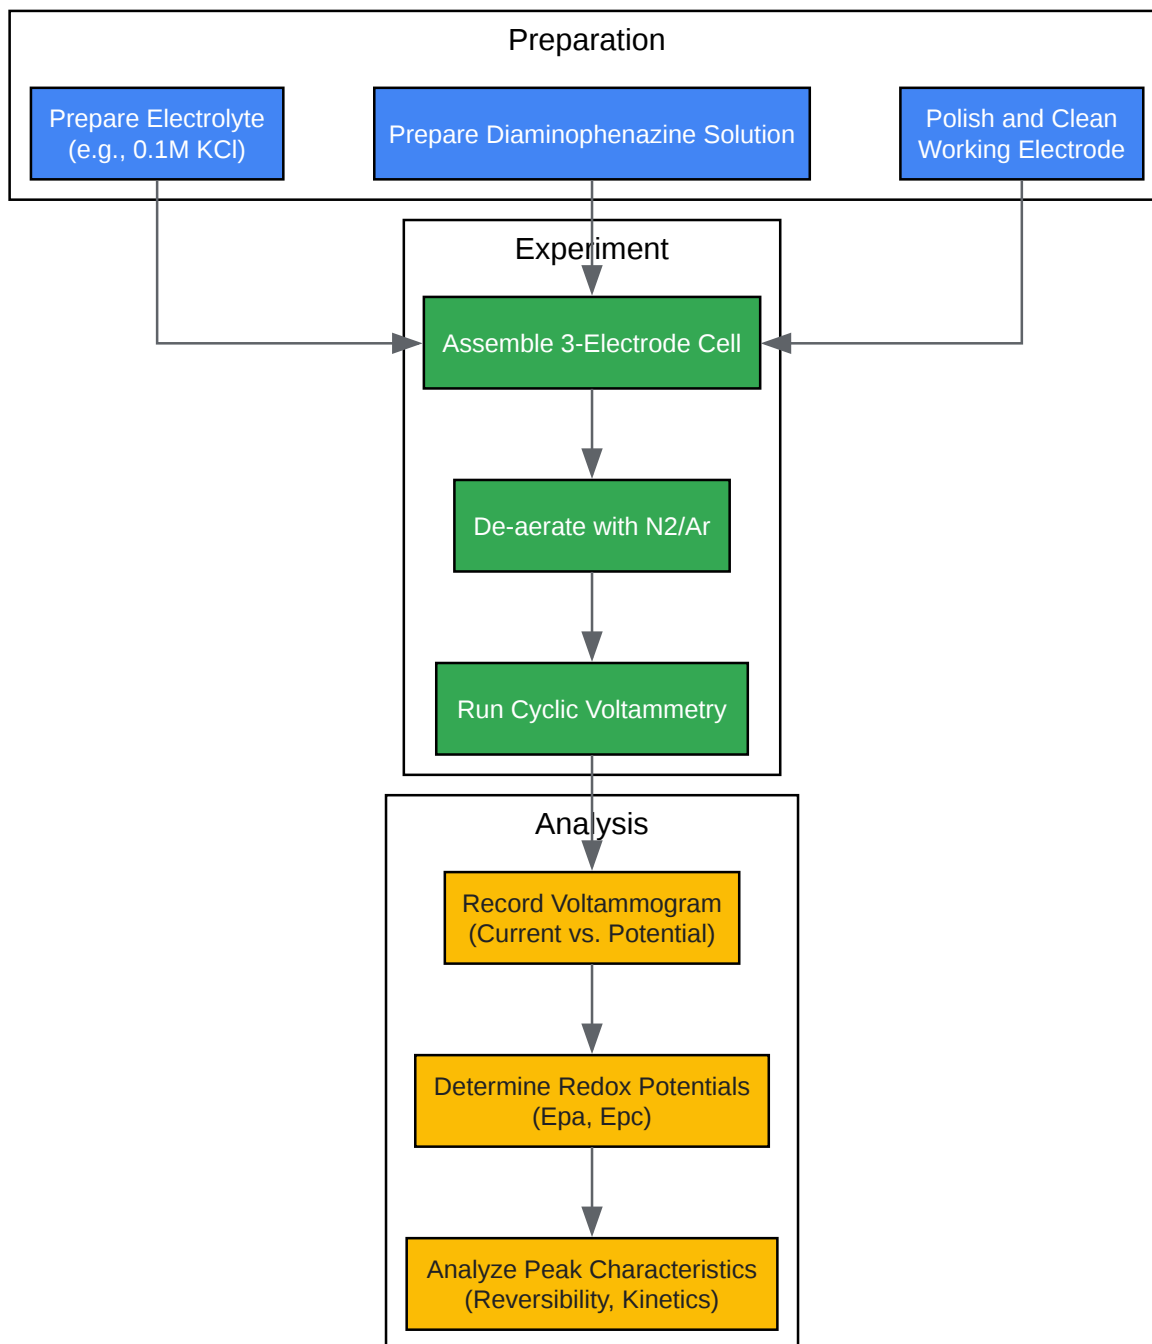 Preparation
Prepare Electrolyte
(e.g., 0.1M KCl)
Prepare Diaminophenazine Solution
Polish and Clean
Working Electrode
Experiment
Assemble 3-Electrode Cell
De-aerate with N2/Ar
Run Cyclic Voltammetry
Analysis
Record Voltammogram
(Current vs. Potential)
Determine Redox Potentials
(Epa, Epc)
Analyze Peak Characteristics
(Reversibility, Kinetics)